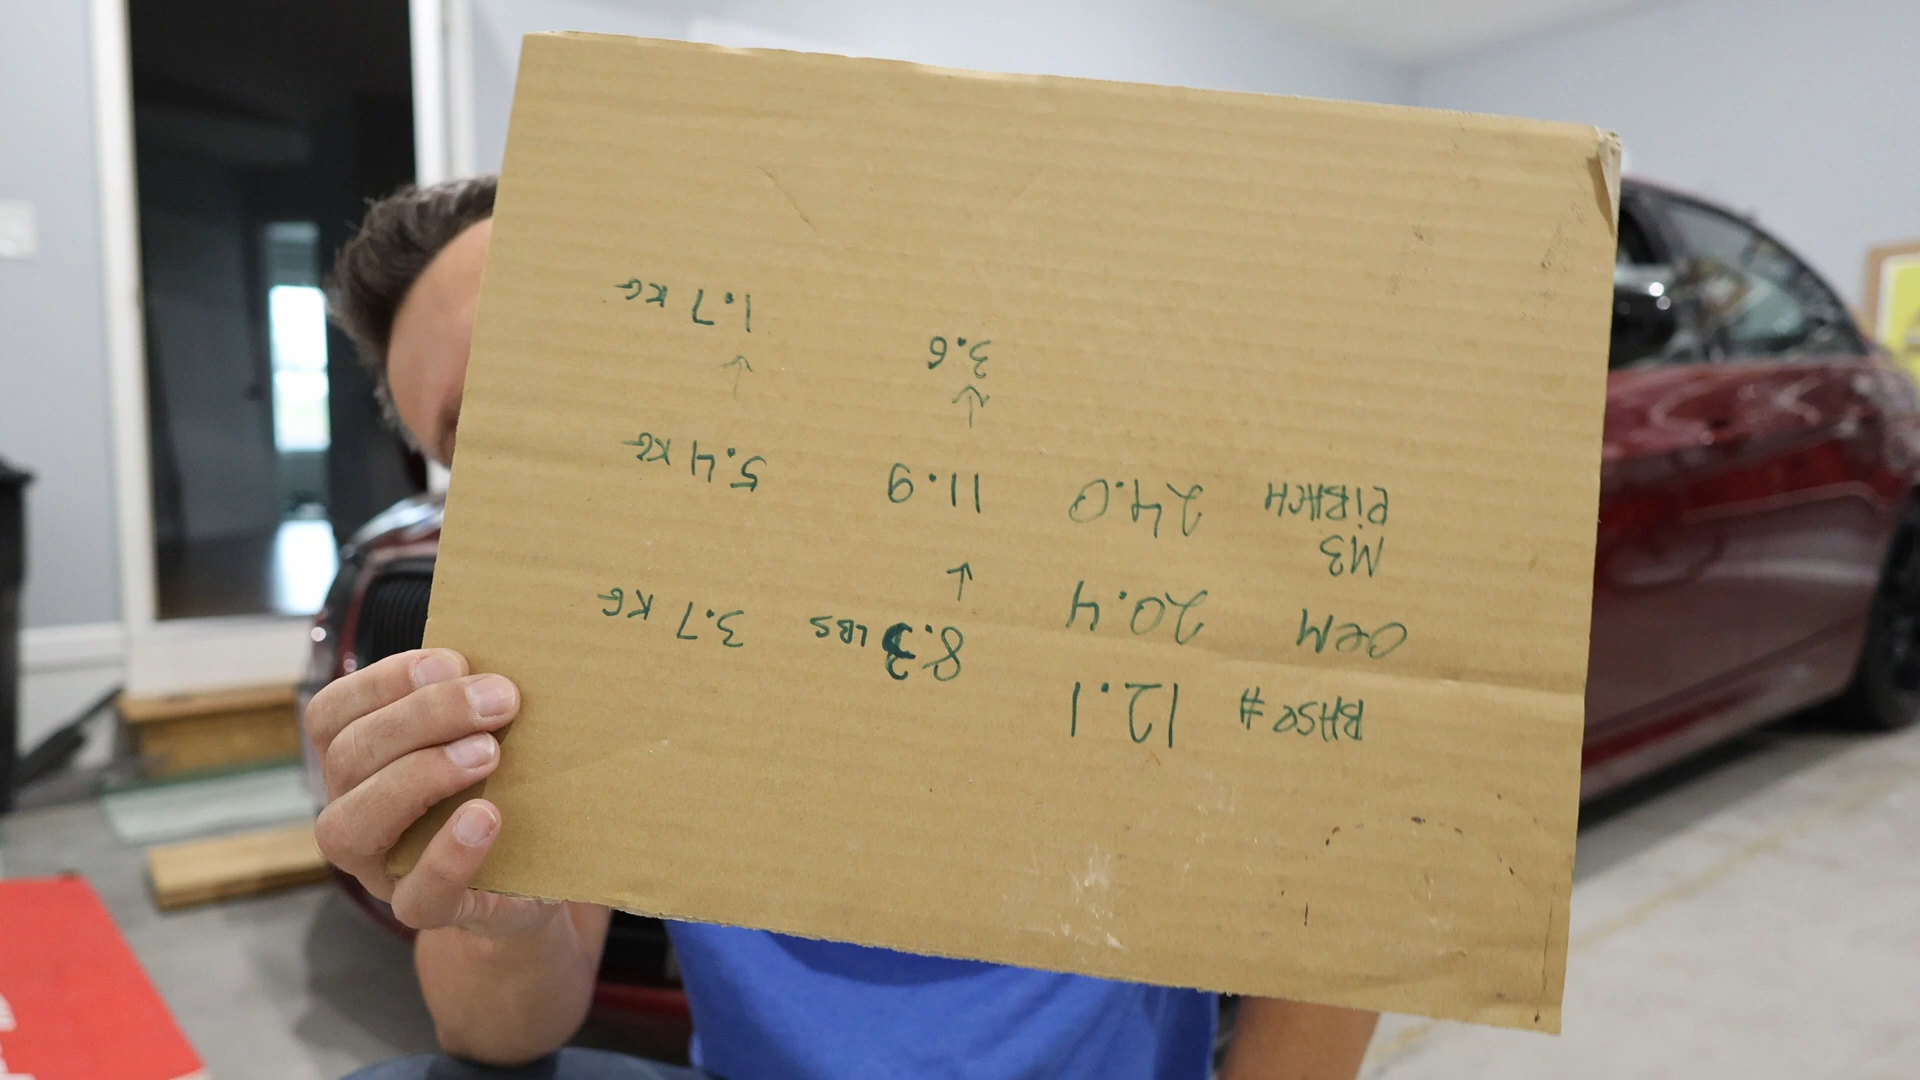 BASE # 12.1
OEM 20.4 8.3 LBS 3.7 KG
M3
EIBACH 24.0 11.9 5.4 KG
3.6 1.7 KG